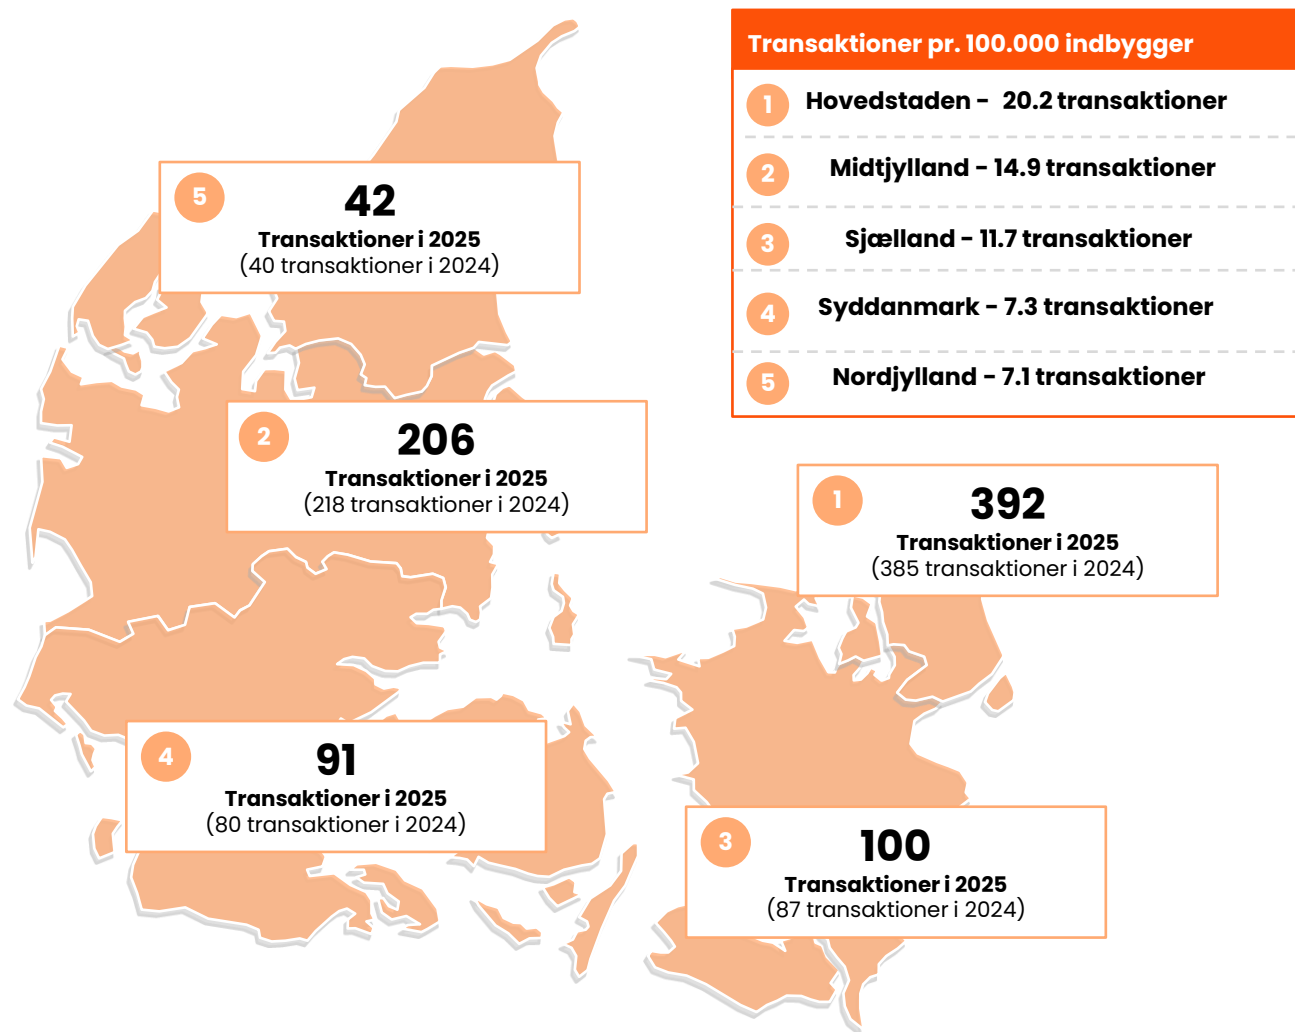 Transaktioner pr. 100.000 indbygger
1 Hovedstaden - 20.2 transaktioner
2 Midtjylland - 14.9 transaktioner
3 Sjælland - 11.7 transaktioner
4 Syddanmark - 7.3 transaktioner
5 Nordjylland - 7.1 transaktioner
5
42
Transaktioner i 2025
(40 transaktioner i 2024)
2
206
Transaktioner i 2025
(218 transaktioner i 2024)
1
392
Transaktioner i 2025
(385 transaktioner i 2024)
4
91
Transaktioner i 2025
(80 transaktioner i 2024)
3
100
Transaktioner i 2025
(87 transaktioner i 2024)